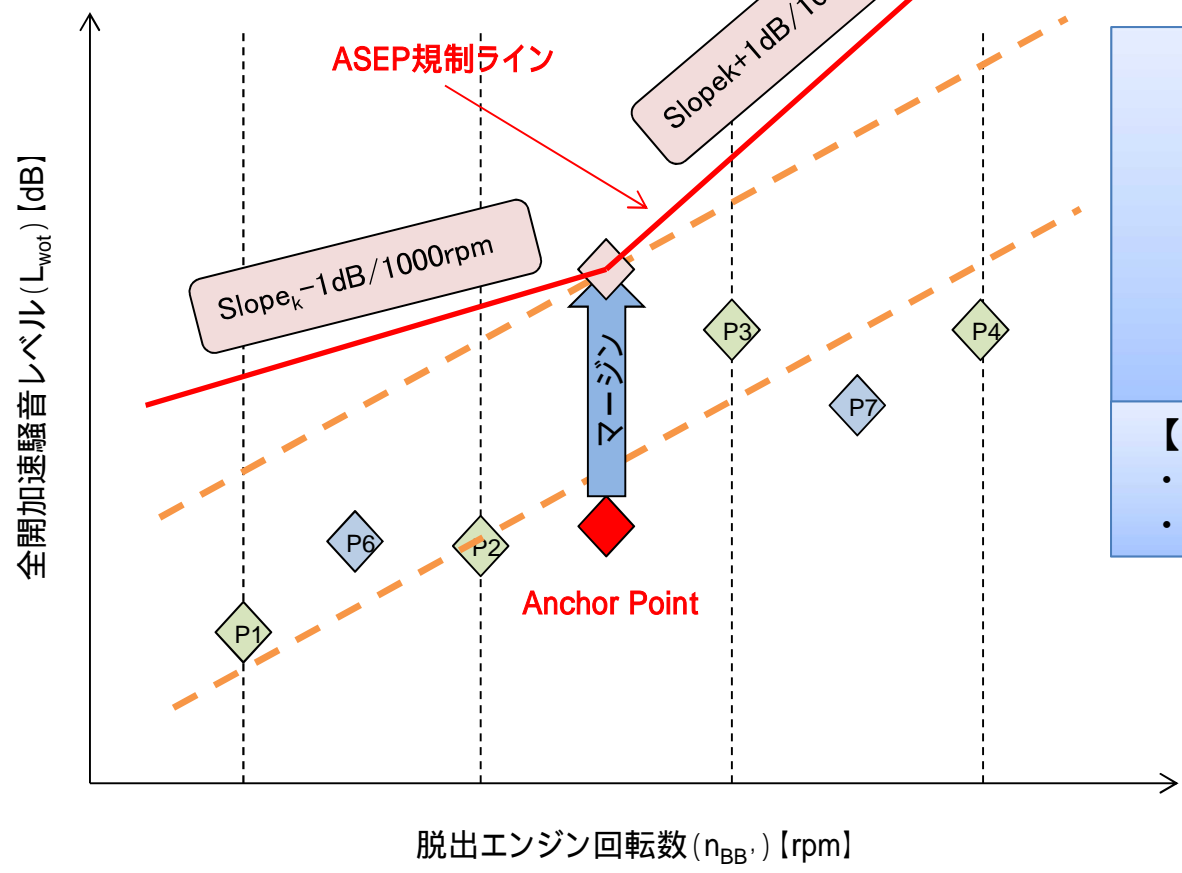 ASEP規制ライン
Slopek+1dB/10
Slopek-1dB/1000rpm
全開加速騒音レベル(Lwot)【dB】
マージン
P3
P4
P7
P6
P2
P1
Anchor Point
【
・
・
脱出エンジン回転数(nBB')【rpm】